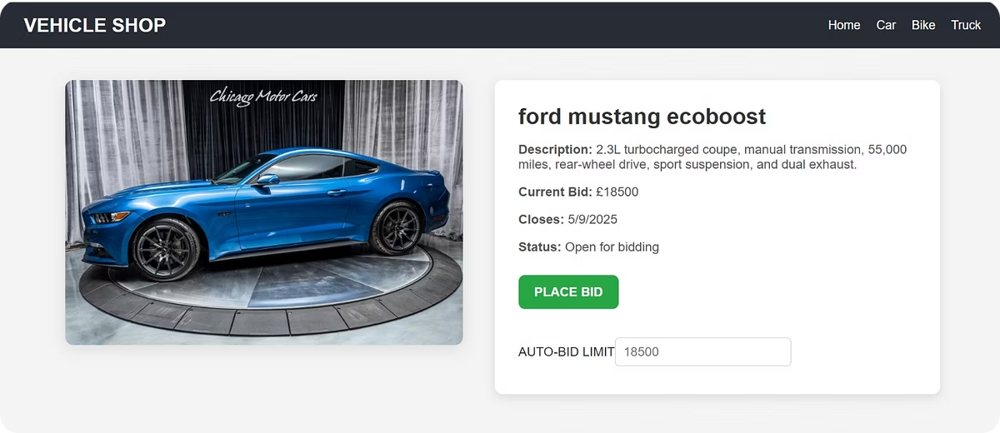 VEHICLE SHOP
Home Car Bike Truck
Chicago Motor Cars
ford mustang ecoboost
Description: 2.3L turbocharged coupe, manual transmission, 55,000
miles, rear-wheel drive, sport suspension, and dual exhaust.
Current Bid: £18500
Closes: 5/9/2025
Status: Open for bidding
PLACE BID
AUTO-BID LIMIT 18500